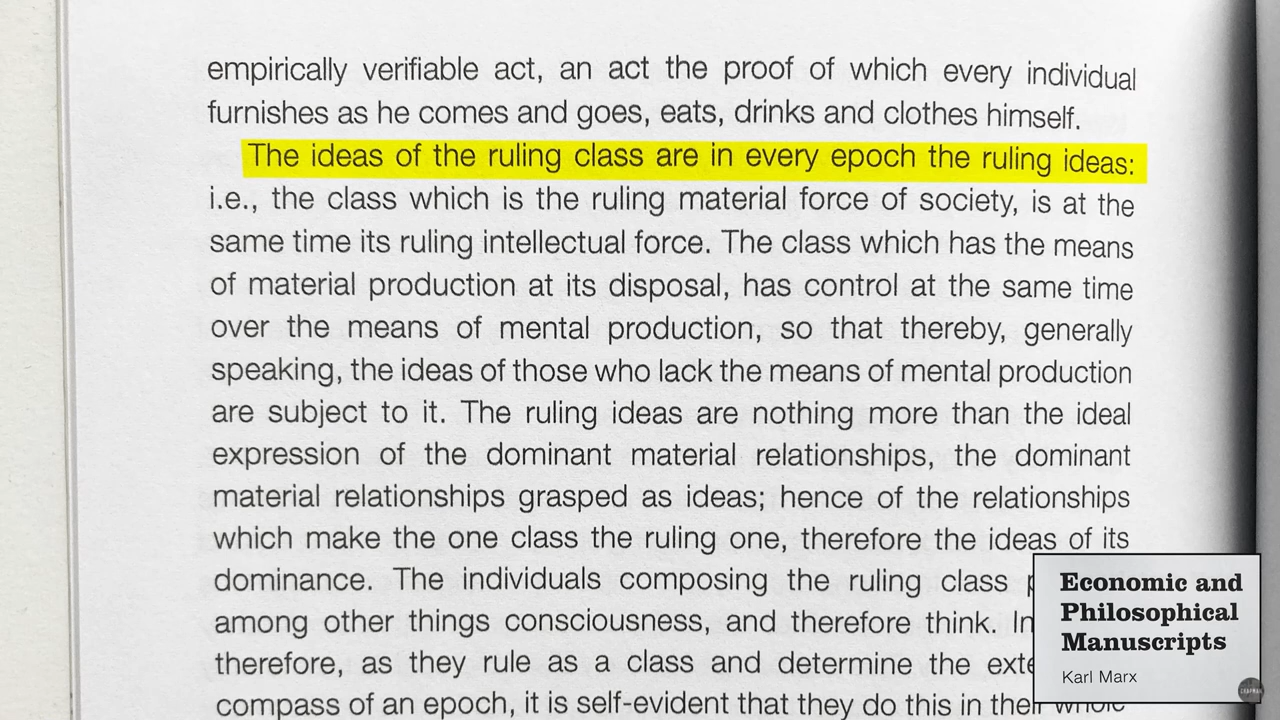 empirically verifiable act, an act the proof of which every individual
furnishes as he comes and goes, eats, drinks and clothes himself.
The ideas of the ruling class are in every epoch the ruling ideas:
i.e., the class which is the ruling material force of society, is at the
same time its ruling intellectual force. The class which has the means
of material production at its disposal, has control at the same time
over the means of mental production, so that thereby, generally
speaking, the ideas of those who lack the means of mental production
are subject to it. The ruling ideas are nothing more than the ideal
expression of the dominant material relationships, the dominant
material relationships grasped as ideas; hence of the relationships
which make the one class the ruling one, therefore the ideas of its
dominance. The individuals composing the ruling class
among other things consciousness, and therefore think. In
therefore, as they rule as a class and determine the
compass of an epoch, it is self-evident that they do this in their whole
Economic and
Philosophical
Manuscripts
Karl Marx
CHAPMAN